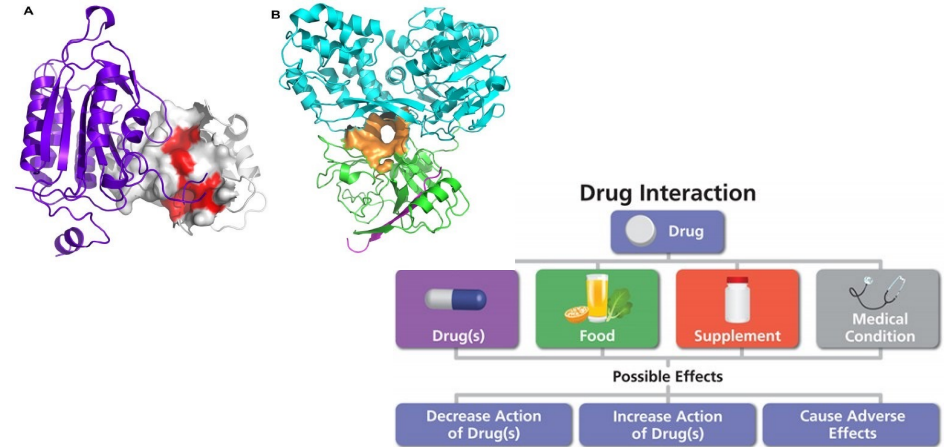 A
B
Drug Interaction
Drug
Drug(s)
Food
Supplement
Medical
Condition
Possible Effects
Decrease Action
of Drug(s)
Increase Action
of Drug(s)
Cause Adverse
Effects